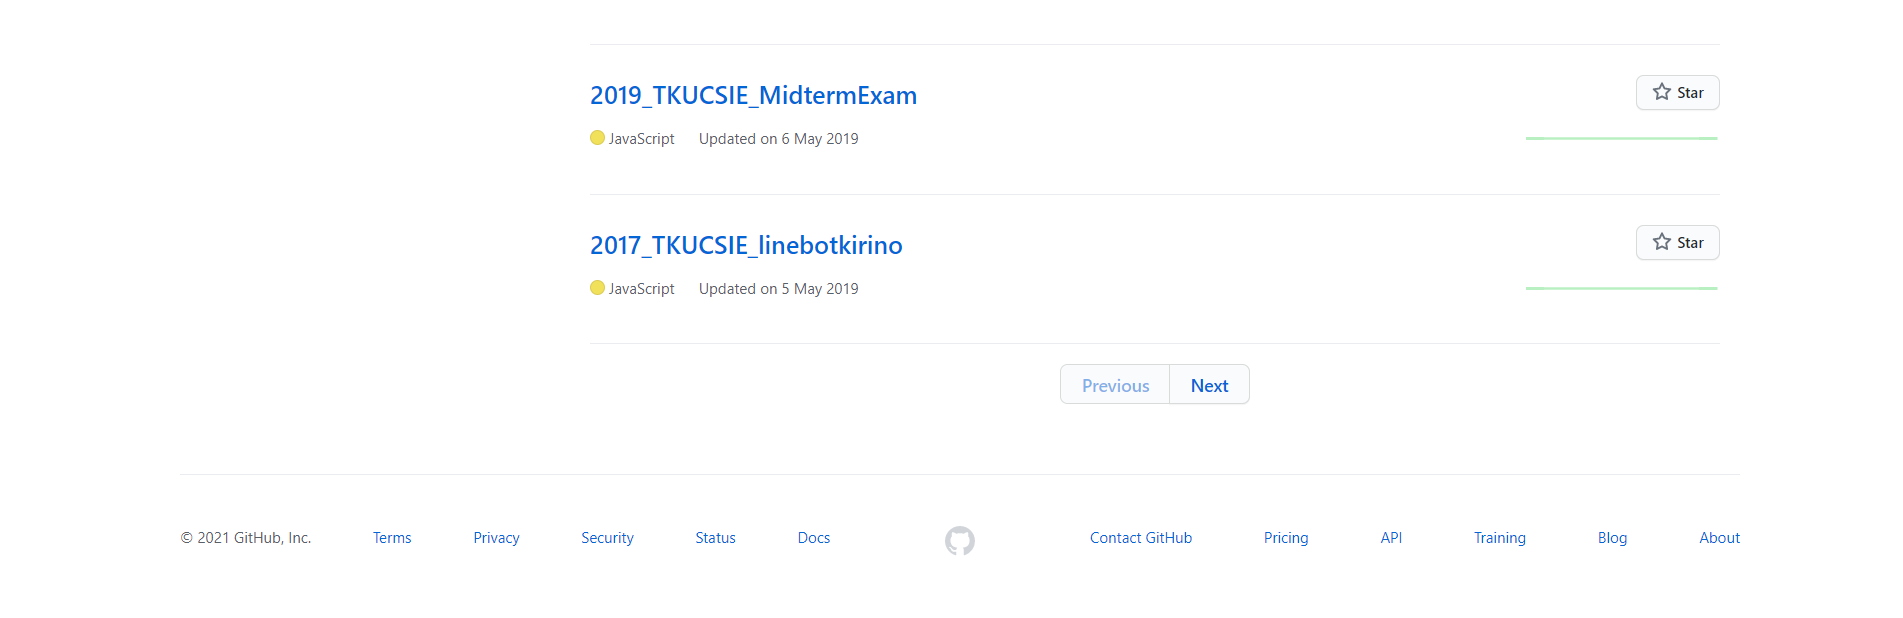 2019_TKUCSIE_MidtermExam
Star
JavaScript Updated on 6 May 2019
2017_TKUCSIE_linebotkirino
Star
JavaScript Updated on 5 May 2019
Previous Next
© 2021 GitHub, Inc. Terms Privacy Security Status Docs Contact GitHub Pricing API Training Blog About